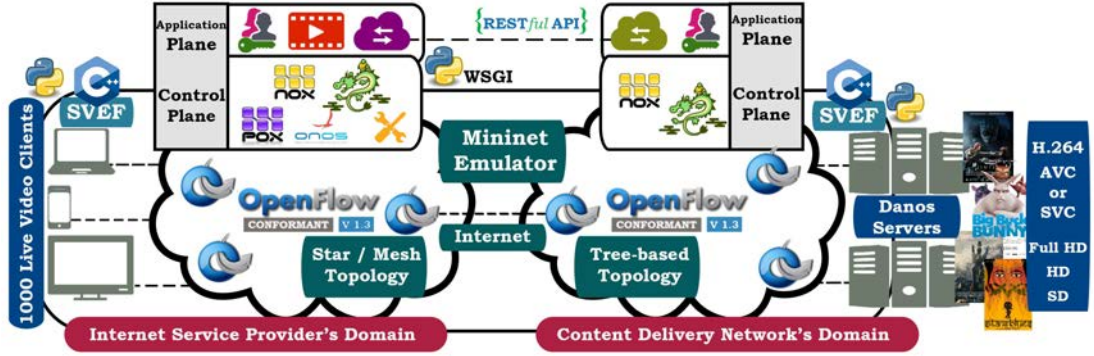 Application
Plane
Control
Plane
{RESTful API}
WSGI
Application
Plane
Control
Plane
C++
SVEF
C++
SVEF
nox
pox
onos
nox
1000 Live Video Clients
Mininet
Emulator
OpenFlow
CONFORMANT V 1.3
OpenFlow
CONFORMANT V 1.3
Internet
Star / Mesh
Topology
Tree-based
Topology
Danos
Servers
Big Buck
BUNNY
H.264
AVC
or
SVC
Full HD
HD
SD
Internet Service Provider's Domain
Content Delivery Network's Domain